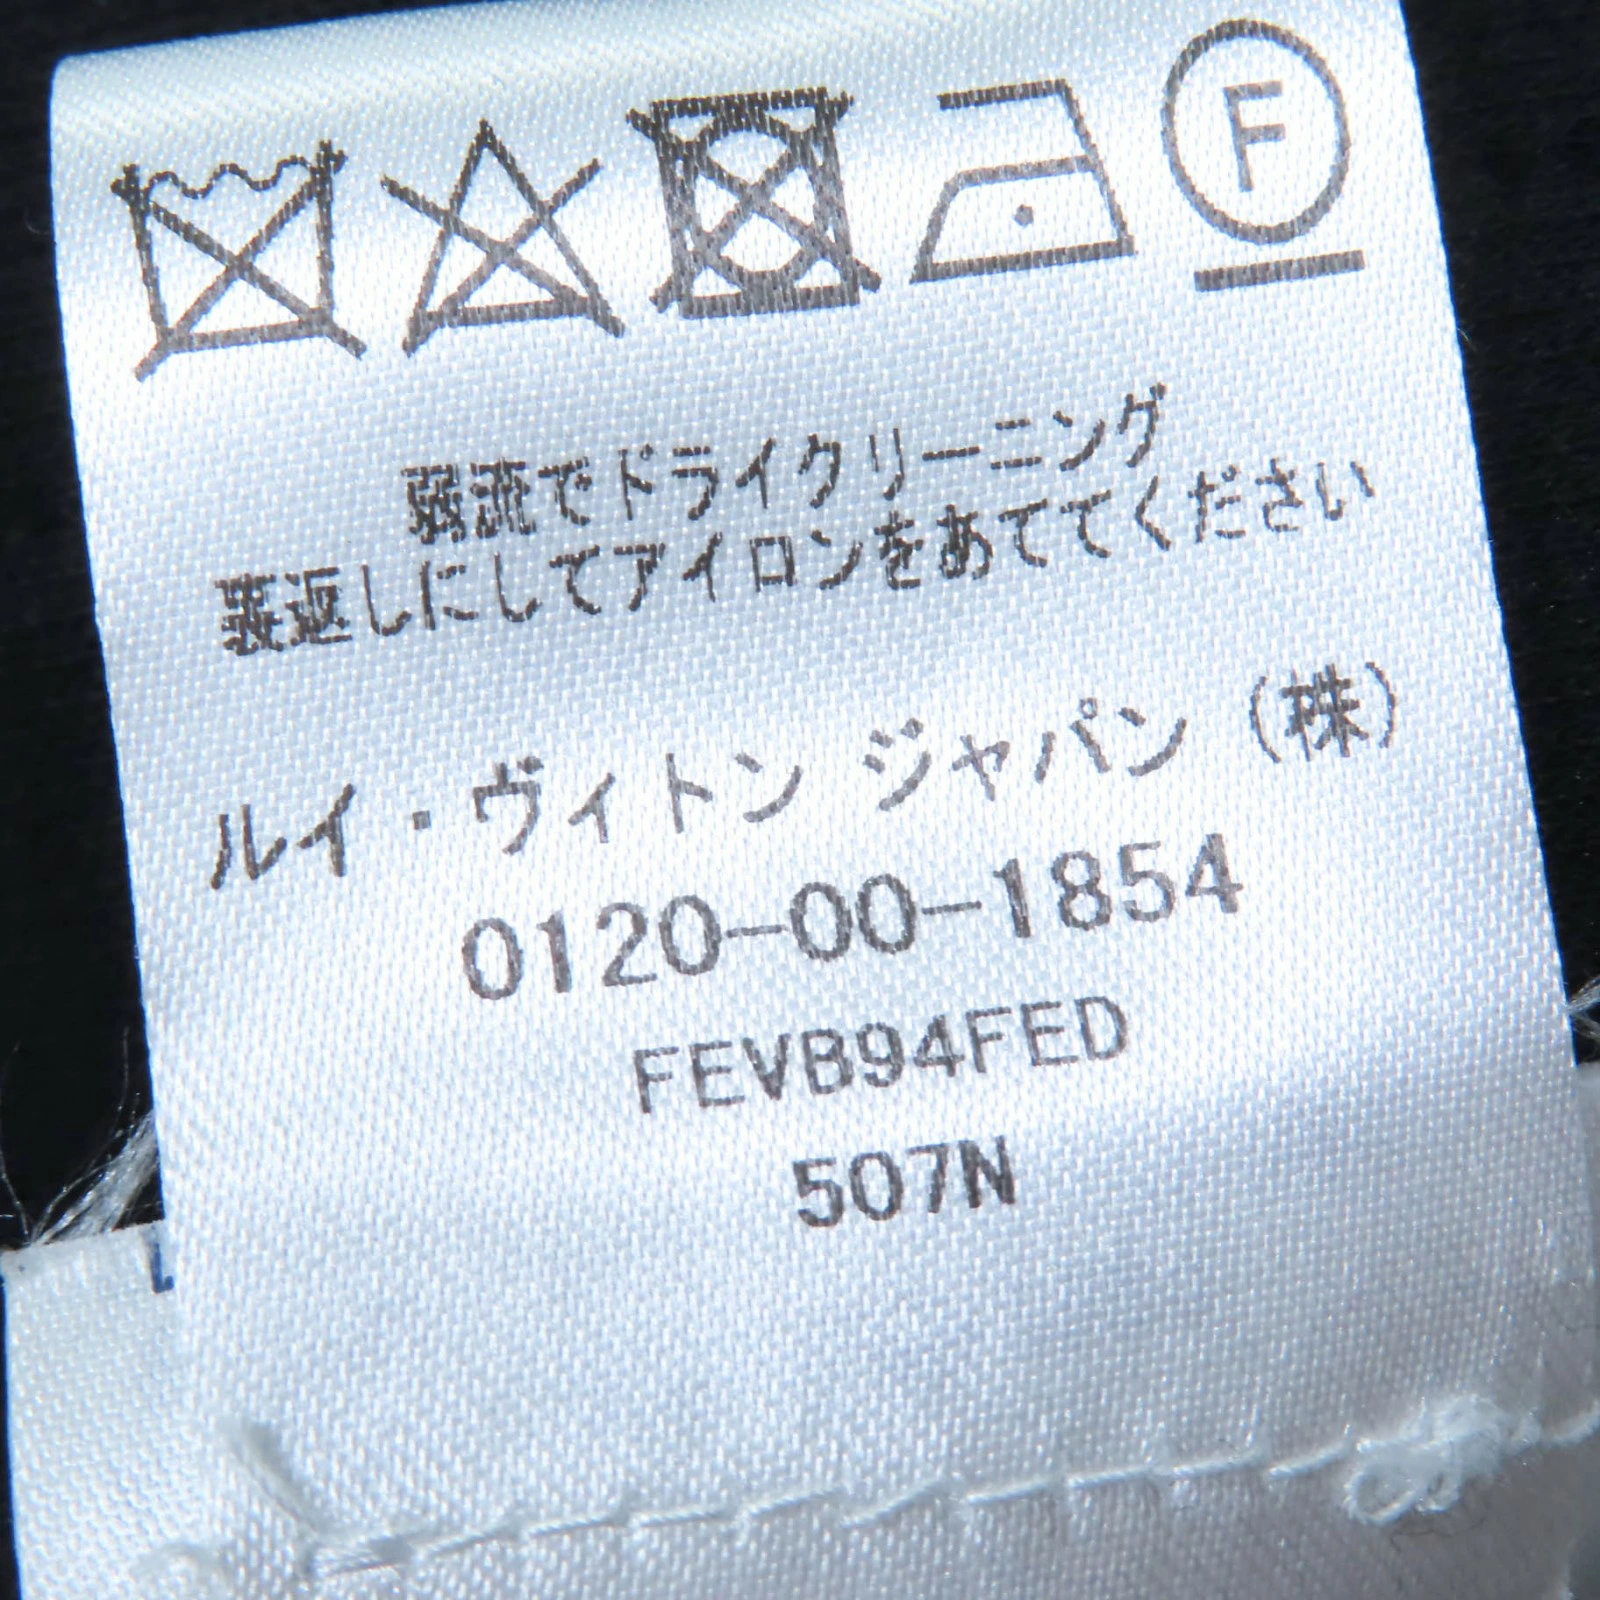 F
弱流でドライクリーニング
裏返しにしてアイロンをあててください
ルイ・ヴィトン ジャパン (株)
0120-00-1854
FEVB94FED
507N